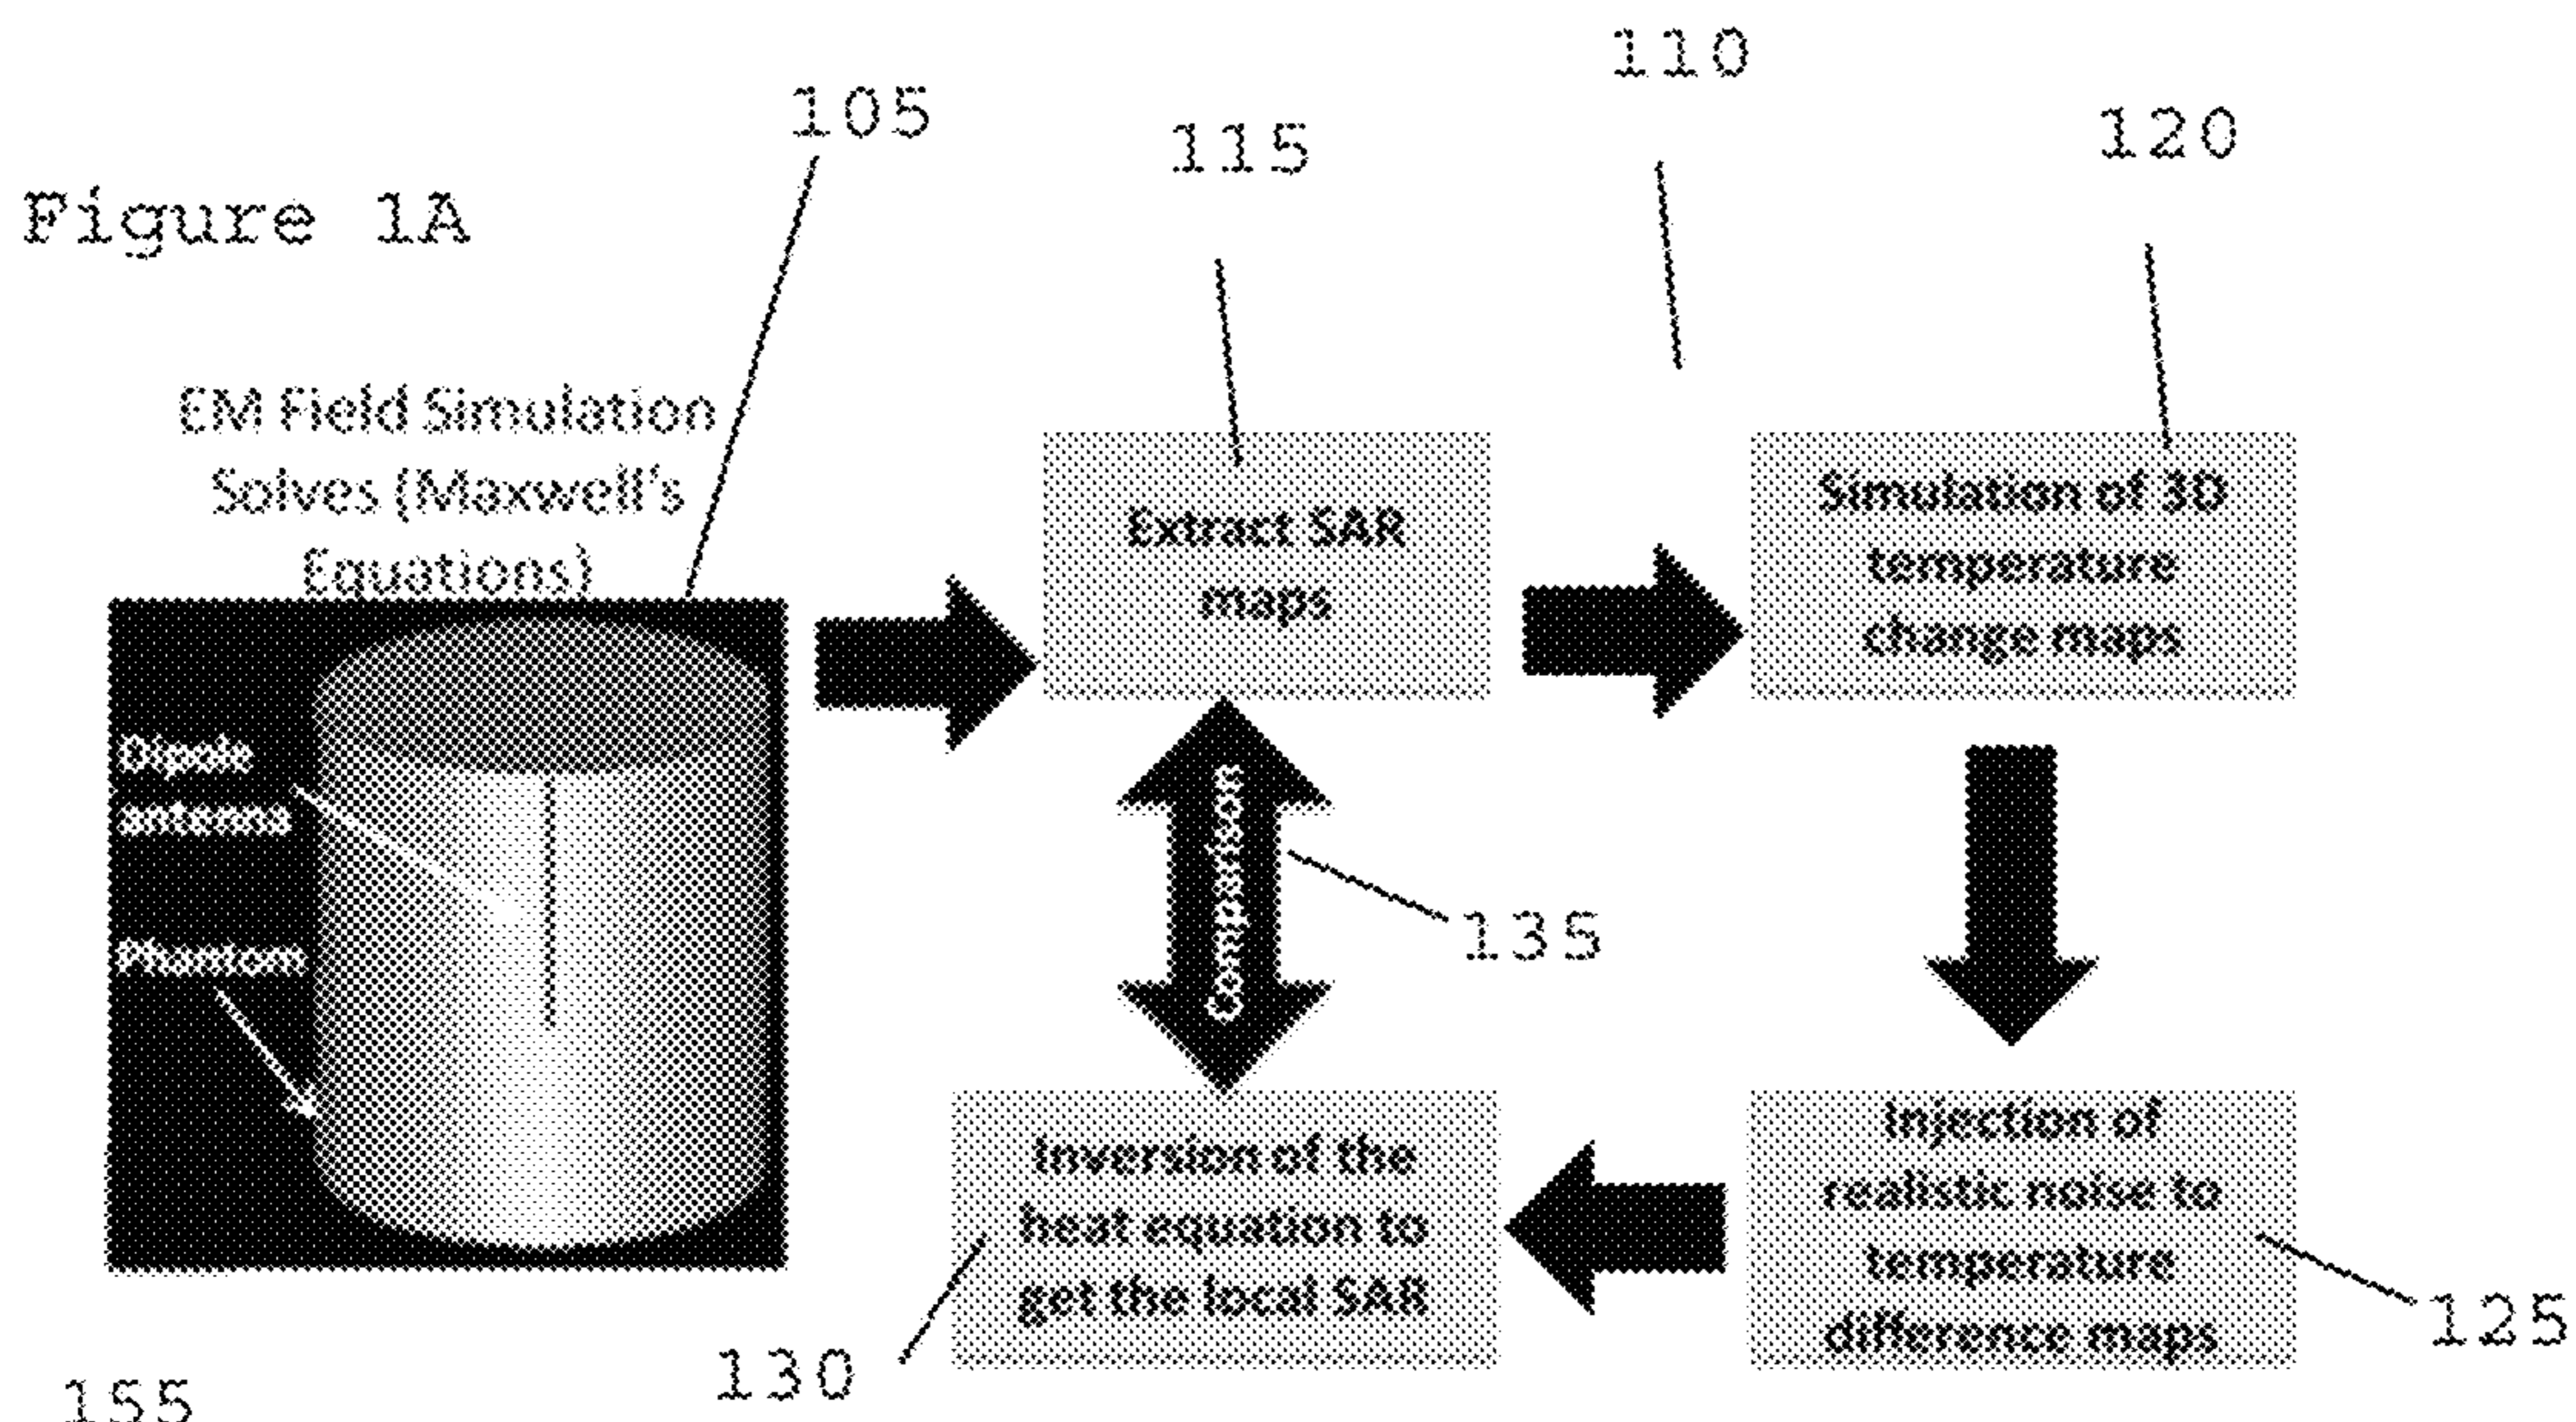 110
105
115
120
Figure 1A
EM Field Simulation
Solves (Maxwell's
Equations)
Extract SAR
maps
Simulation of 3D
temperature
change maps
Dipole
antenna
Phantom
Comparison
135
Inversion of the
heat equation to
get the local SAR
Injection of
realistic noise to
temperature
difference maps
125
130
155